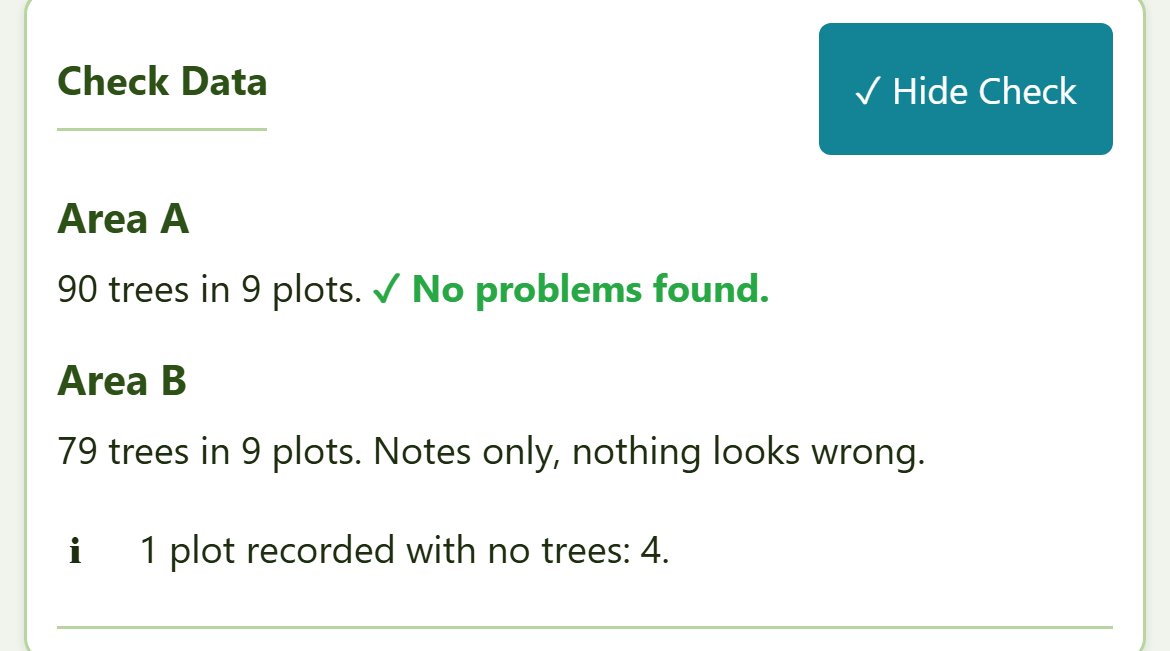 Check Data
✓ Hide Check
Area A
90 trees in 9 plots. ✓ No problems found.
Area B
79 trees in 9 plots. Notes only, nothing looks wrong.
ℹ 1 plot recorded with no trees: 4.